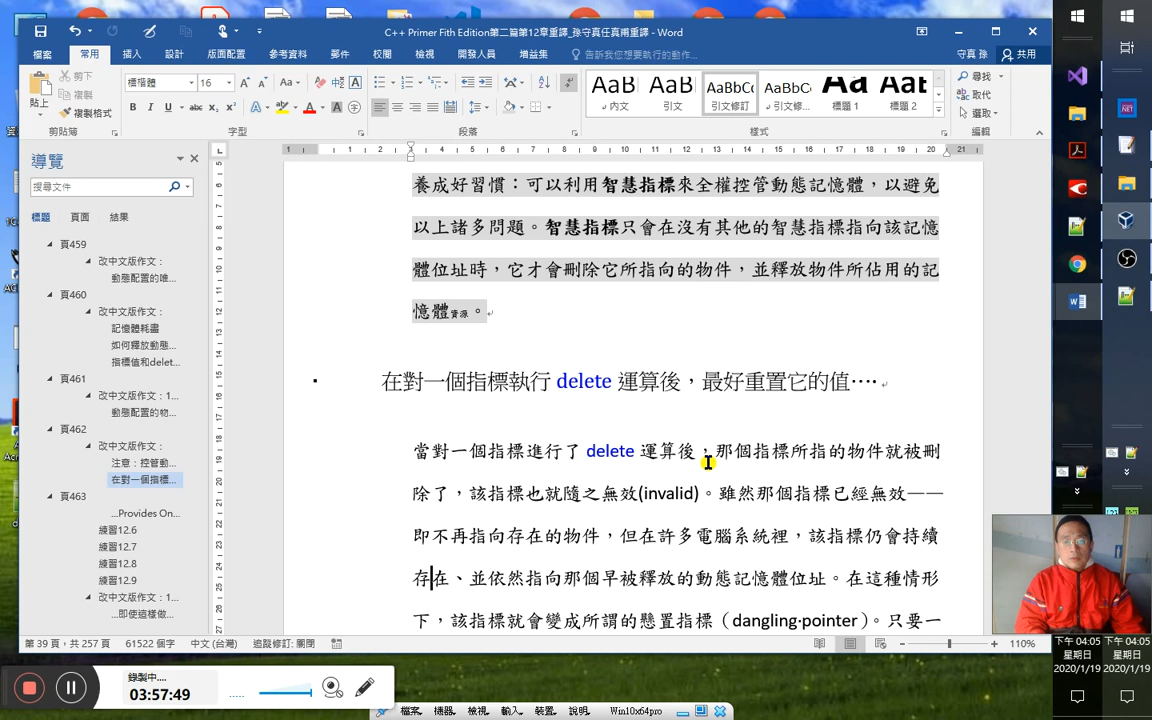 C++ Primer Fith Edition第二篇第12章重譯_孫守真任真甫重譯 - Word
檔案 常用 插入 設計 版面配置 參考資料 郵件 校閱 檢視 開發人員 增益集 告訴我您想要執行的動作... 守真 孫 共用
貼上 剪下 複製 複製格式
楷體 16
AaB AaB AaBbC AaBbC AaB AaB
內文 引文 引文修訂 引文修... 標題 1 標題 2
尋找 取代 選取
剪貼簿 字型 段落 樣式 編輯
導覽
搜尋文件
標題 頁面 結果
頁459
改中文版作文：
動態配置的唯...
頁460
改中文版作文：
記憶體耗盡
如何釋放動態...
指標值和delet...
頁461
改中文版作文：1...
動態配置的物...
頁462
改中文版作文：
注意：控管動...
在對一個指標...
頁463
...Provides On...
練習12.6
練習12.7
練習12.8
練習12.9
改中文版作文：1...
...即使這樣做...
養成好習慣：可以利用智慧指標來全權控管動態記憶體，以避免
以上諸多問題。智慧指標只會在沒有其他的智慧指標指向該記憶
體位址時，它才會刪除它所指向的物件，並釋放物件所佔用的記
憶體資源。
在對一個指標執行 delete 運算後，最好重置它的值····
當對一個指標進行了 delete 運算後，那個指標所指的物件就被刪
除了，該指標也就隨之無效(invalid)。雖然那個指標已經無效——
即不再指向存在的物件，但在許多電腦系統裡，該指標仍會持續
存在、並依然指向那個早被釋放的動態記憶體位址。在這種情形
下，該指標就會變成所謂的懸置指標（dangling·pointer）。只要一
第 39 頁，共 257 頁 61522 個字 中文 (台灣) 追蹤修訂: 關閉 110%
錄製中....
03:57:49
檔案 機器 檢視 輸入 裝置 說明 Win10x64pro
下午 04:05 下午 04:05
星期日 星期日
2020/1/19 2020/1/19